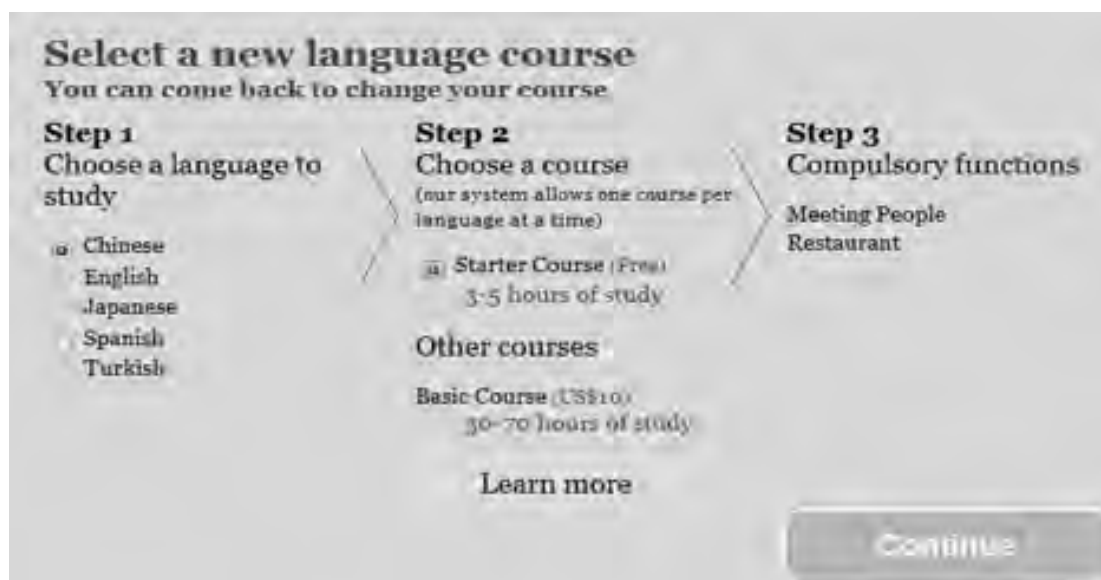 Select a new language course
You can come back to change your course
Step 1
Choose a language to
study
Chinese
English
Japanese
Spanish
Turkish
Step 2
Choose a course
(our system allows one course per
language at a time)
Starter Course (Free)
3-5 hours of study
Other courses
Basic Course (US$10)
30-70 hours of study
Learn more
Step 3
Compulsory functions
Meeting People
Restaurant
Continue